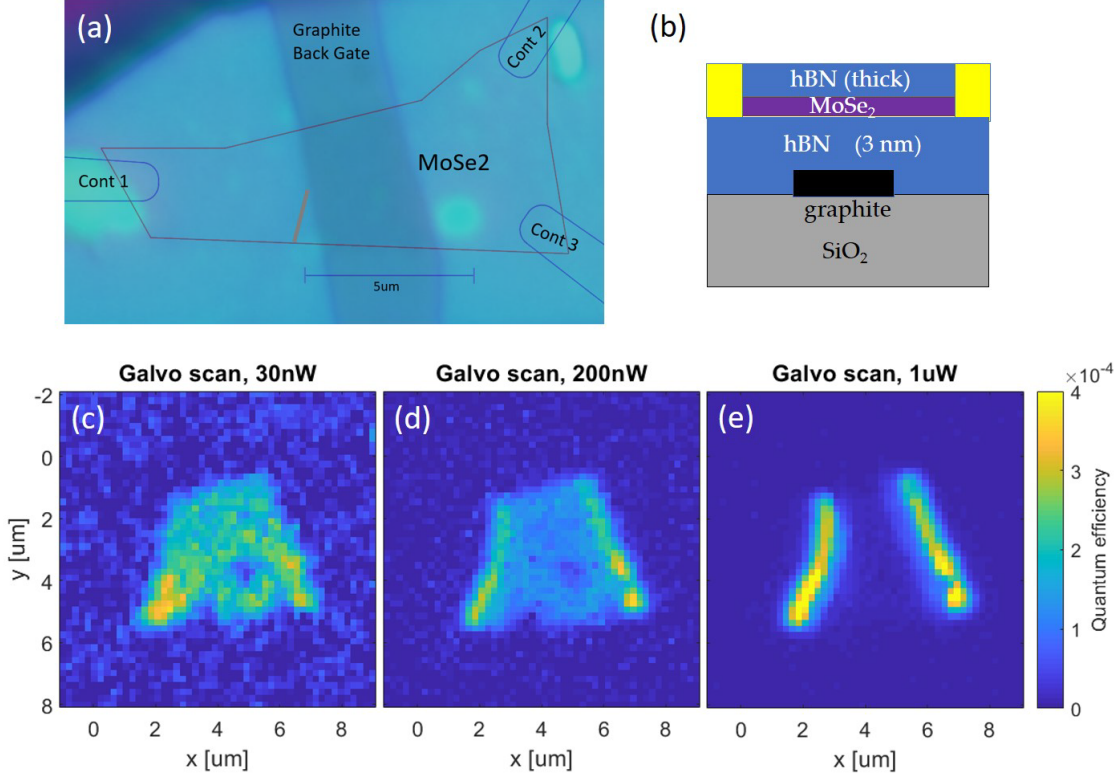 (a)
Graphite
Back Gate
Cont 2
MoSe2
Cont 1
Cont 3
5um
(b)
hBN (thick)
MoSe₂
hBN (3 nm)
graphite
SiO₂
Galvo scan, 30nW
Galvo scan, 200nW
Galvo scan, 1uW
×10⁻⁴
(c)
(d)
(e)
-2
0
2
4
6
8
y [um]
0 2 4 6 8
x [um]
0 2 4 6 8
x [um]
0 2 4 6 8
x [um]
4
3
2
1
0
Quantum efficiency